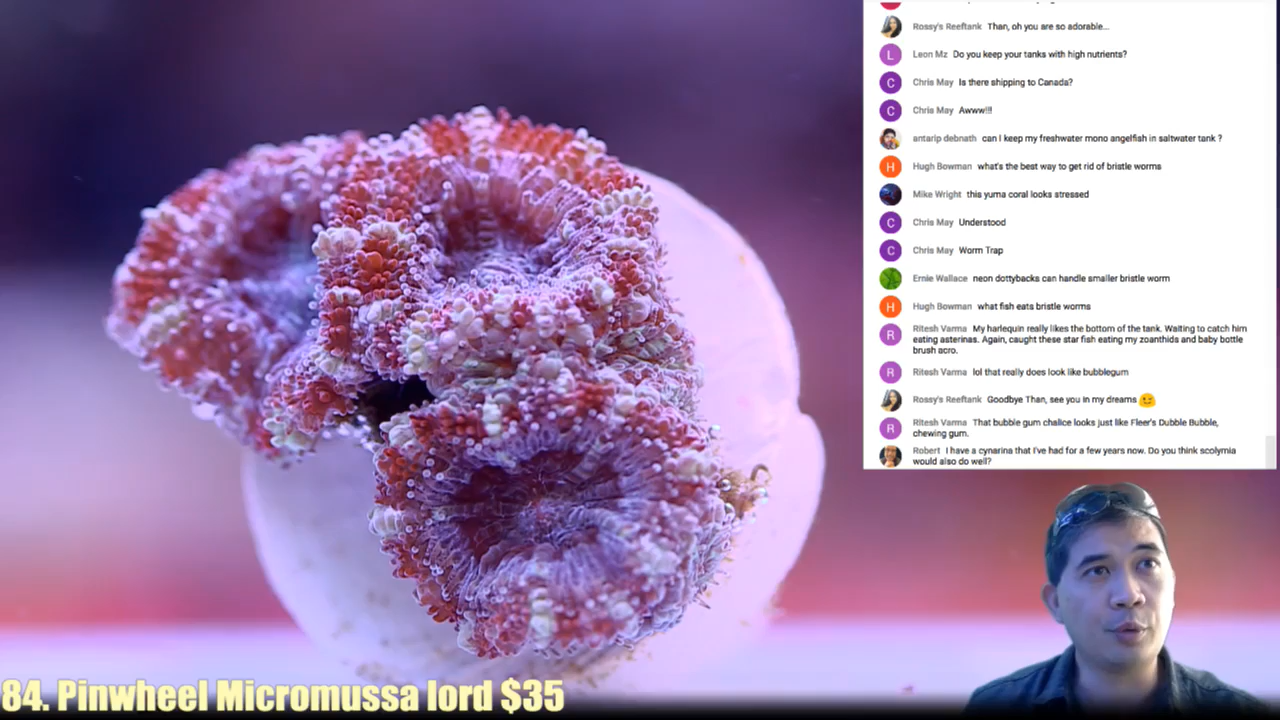 Rossy's Reeftank Than, oh you are so adorable...
Leon Mz Do you keep your tanks with high nutrients?
Chris May Is there shipping to Canada?
Chris May Awww!!!
antarip debnath can I keep my freshwater mono angelfish in saltwater tank ?
Hugh Bowman what's the best way to get rid of bristle worms
Mike Wright this yuma coral looks stressed
Chris May Understood
Chris May Worm Trap
Ernie Wallace neon dottybacks can handle smaller bristle worm
Hugh Bowman what fish eats bristle worms
Ritesh Varma My harlequin really likes the bottom of the tank. Waiting to catch him
eating asterinas. Again, caught these star fish eating my zoanthids and baby bottle
brush acro.
Ritesh Varma lol that really does look like bubblegum
Rossy's Reeftank Goodbye Than, see you in my dreams 😉
Ritesh Varma That bubble gum chalice looks just like Fleer's Dubble Bubble,
chewing gum.
Robert I have a cynarina that I've had for a few years now. Do you think scolymia
would also do well?
84. Pinwheel Micromussa lord $35